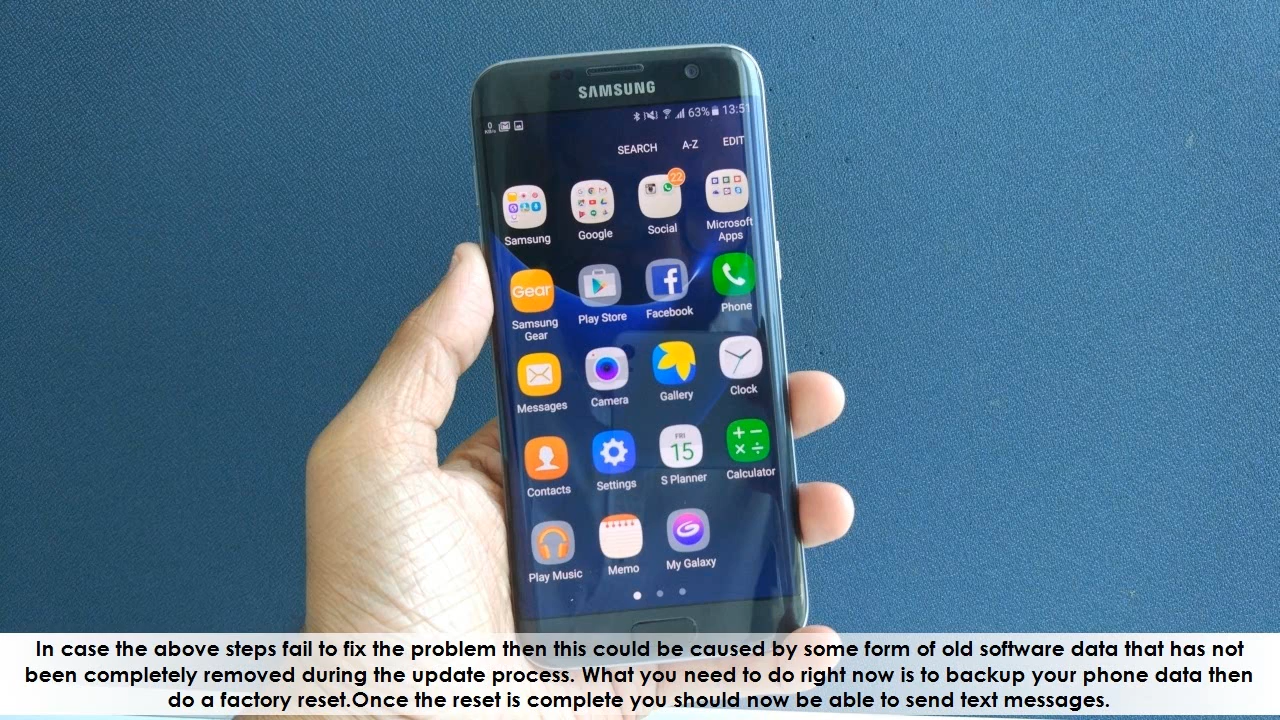 SAMSUNG
63% 13:51
SEARCH A-Z EDIT
22
Samsung Google Social Microsoft Apps
Gear
Samsung Gear Play Store Facebook Phone
Messages Camera Gallery Clock
FRI
15
Contacts Settings S Planner Calculator
Play Music Memo My Galaxy
In case the above steps fail to fix the problem then this could be caused by some form of old software data that has not
been completely removed during the update process. What you need to do right now is to backup your phone data then
do a factory reset.Once the reset is complete you should now be able to send text messages.